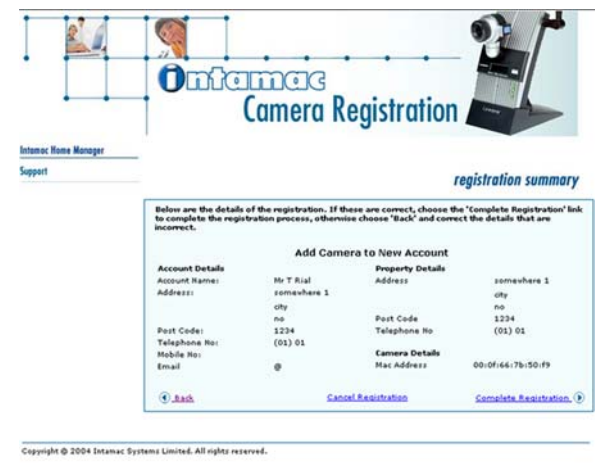 intamac
Camera Registration
Intamac Home Manager
Support
registration summary
Below are the details of the registration. If these are correct, choose the 'Complete Registration' link
to complete the registration process, otherwise choose 'Back' and correct the details that are
incorrect.
Add Camera to New Account
Account Details
Account Name: Mr T Rial
Address: somewhere 1
city
no
Post Code: 1234
Telephone No: (01) 01
Mobile No:
Email @
Property Details
Address somewhere 1
city
no
Post Code 1234
Telephone No (01) 01
Camera Details
Mac Address 00:0f:66:7b:50:f9
Back Cancel Registration Complete Registration
Copyright @ 2004 Intamac Systems Limited. All rights reserved.